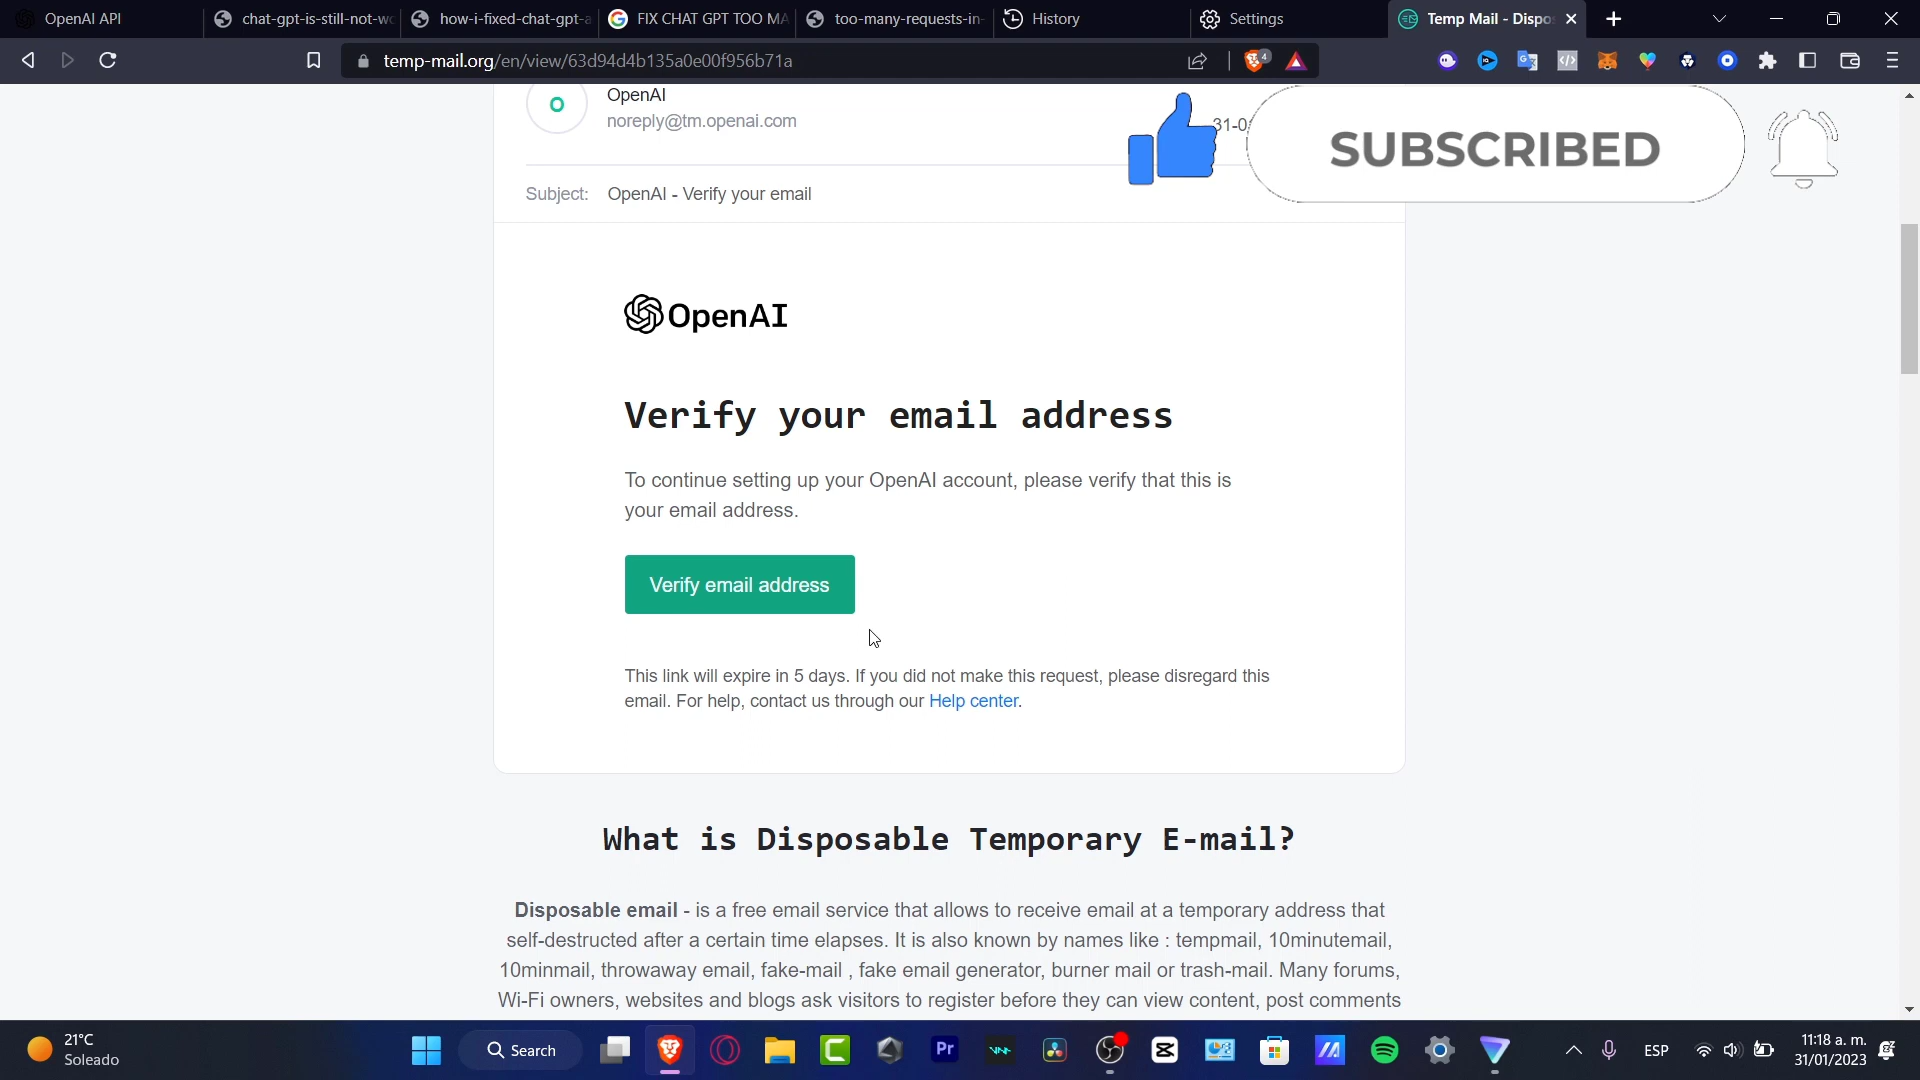 OpenAI API
chat-gpt-is-still-not-wo
how-i-fixed-chat-gpt-a
FIX CHAT GPT TOO MA
too-many-requests-in-
History
Settings
Temp Mail - Dispo
temp-mail.org/en/view/63d94d4b135a0e00f956b71a
4
O
OpenAI
noreply@tm.openai.com
31-0
SUBSCRIBED
Subject: OpenAI - Verify your email
OpenAI
Verify your email address
To continue setting up your OpenAI account, please verify that this is
your email address.
Verify email address
This link will expire in 5 days. If you did not make this request, please disregard this
email. For help, contact us through our Help center.
What is Disposable Temporary E-mail?
Disposable email - is a free email service that allows to receive email at a temporary address that
self-destructed after a certain time elapses. It is also known by names like : tempmail, 10minutemail,
10minmail, throwaway email, fake-mail , fake email generator, burner mail or trash-mail. Many forums,
Wi-Fi owners, websites and blogs ask visitors to register before they can view content, post comments
21°C
Soleado
Search
Pr
ESP
11:18 a. m.
31/01/2023